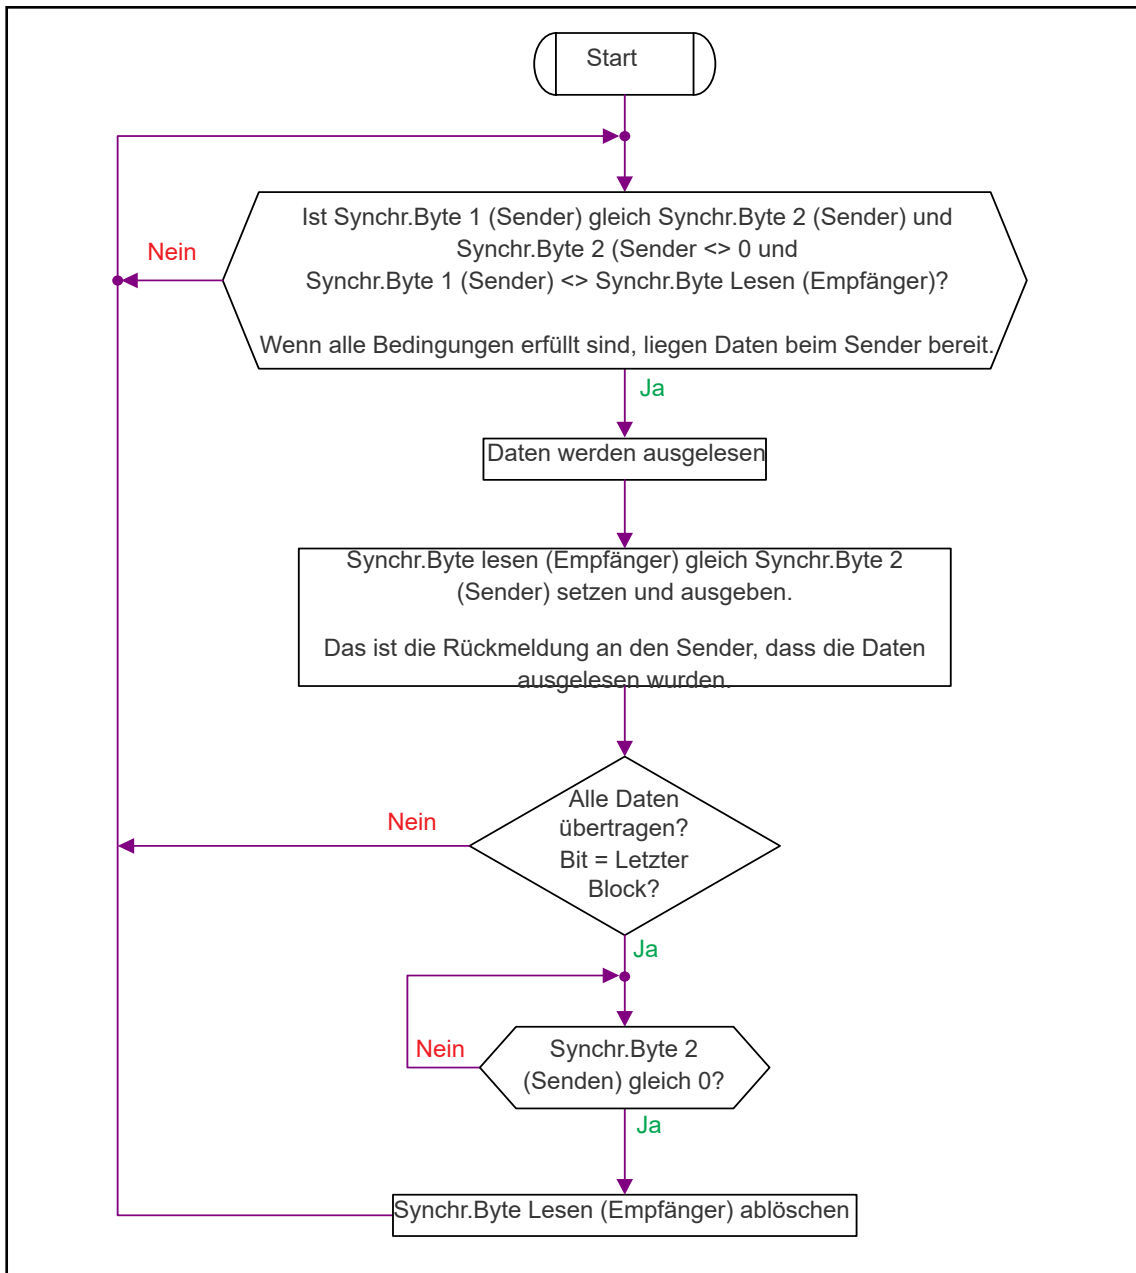 Start
Ist Synchr.Byte 1 (Sender) gleich Synchr.Byte 2 (Sender) und
Synchr.Byte 2 (Sender <> 0 und
Synchr.Byte 1 (Sender) <> Synchr.Byte Lesen (Empfänger)?
Nein
Wenn alle Bedingungen erfüllt sind, liegen Daten beim Sender bereit.
Ja
Daten werden ausgelesen
Synchr.Byte lesen (Empfänger) gleich Synchr.Byte 2
(Sender) setzen und ausgeben.
Das ist die Rückmeldung an den Sender, dass die Daten
ausgelesen wurden.
Alle Daten
übertragen?
Bit = Letzter
Block?
Nein
Ja
Synchr.Byte 2
(Senden) gleich 0?
Nein
Ja
Synchr.Byte Lesen (Empfänger) ablöschen